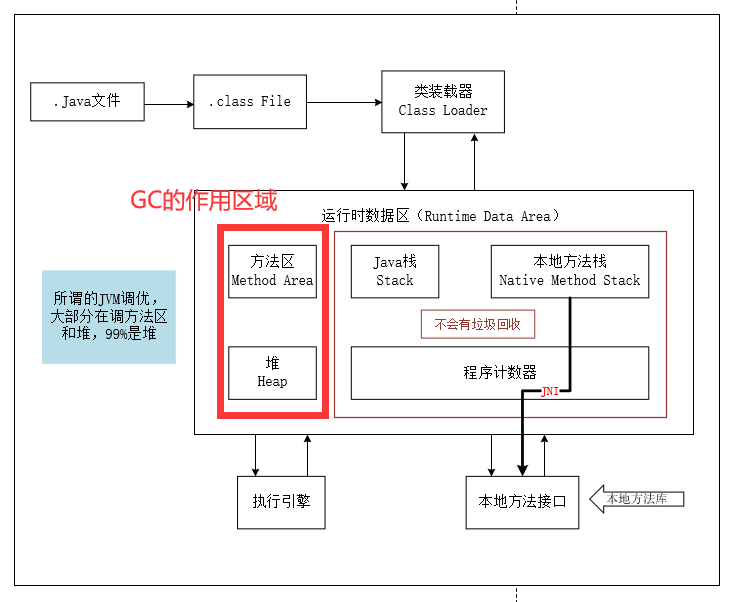 .Java文件
.class File
类装载器
Class Loader
GC的作用区域
运行时数据区（Runtime Data Area）
方法区
Method Area
Java栈
Stack
本地方法栈
Native Method Stack
所谓的JVM调优，
大部分在调方法区
和堆，99%是堆
不会有垃圾回收
堆
Heap
程序计数器
JNI
执行引擎
本地方法接口
本地方法库